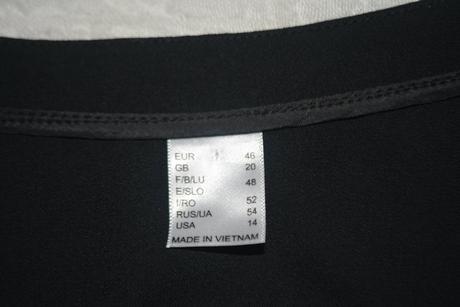 EUR 46
GB 20
F/B/LU 48
E/SLO
I/RO 52
RUS/UA 54
USA 14
MADE IN VIETNAM